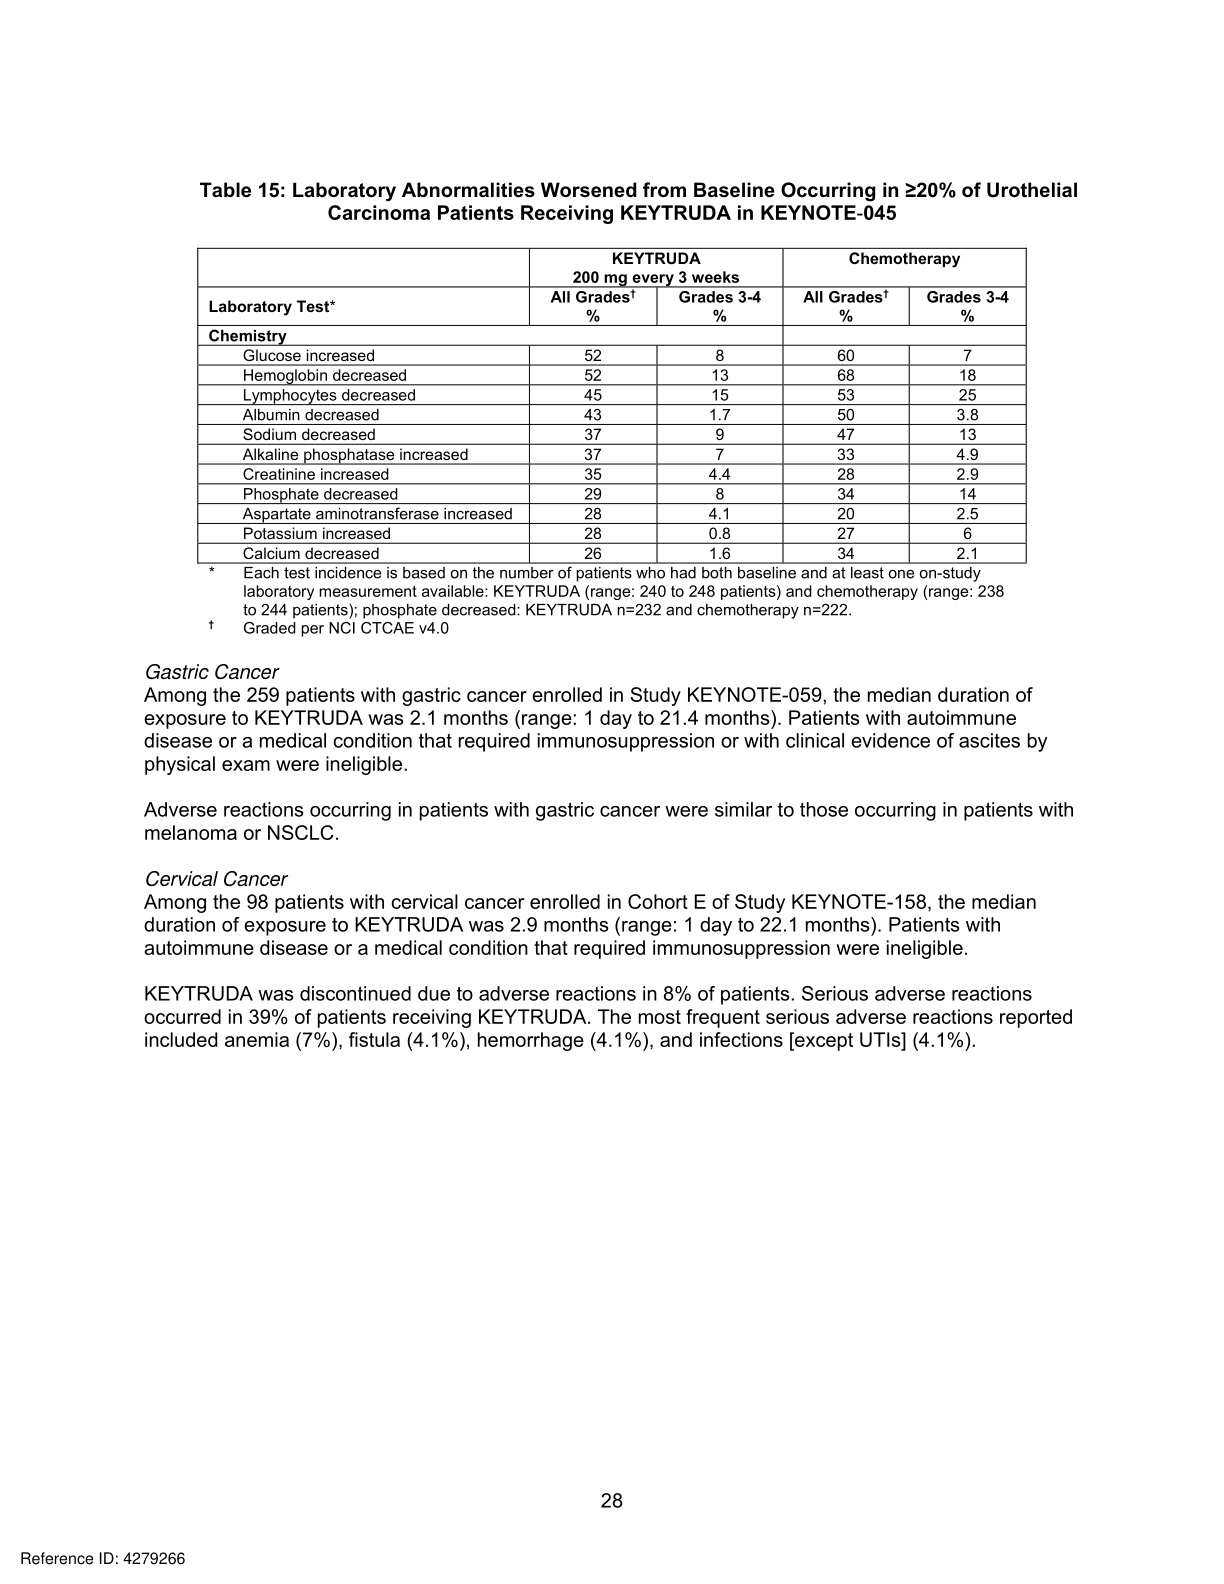 Table 15: Laboratory Abnormalities Worsened from Baseline Occurring in ≥20% of Urothelial
Carcinoma Patients Receiving KEYTRUDA in KEYNOTE-045
KEYTRUDA Chemotherapy
200 mg every 3 weeks
Laboratory Test* All Grades† Grades 3-4 All Grades† Grades 3-4
% % % %
Chemistry
Glucose increased 52 8 60 7
Hemoglobin decreased 52 13 68 18
Lymphocytes decreased 45 15 53 25
Albumin decreased 43 1.7 50 3.8
Sodium decreased 37 9 47 13
Alkaline phosphatase increased 37 7 33 4.9
Creatinine increased 35 4.4 28 2.9
Phosphate decreased 29 8 34 14
Aspartate aminotransferase increased 28 4.1 20 2.5
Potassium increased 28 0.8 27 6
Calcium decreased 26 1.6 34 2.1
* Each test incidence is based on the number of patients who had both baseline and at least one on-study
laboratory measurement available: KEYTRUDA (range: 240 to 248 patients) and chemotherapy (range: 238
to 244 patients); phosphate decreased: KEYTRUDA n=232 and chemotherapy n=222.
† Graded per NCI CTCAE v4.0
Gastric Cancer
Among the 259 patients with gastric cancer enrolled in Study KEYNOTE-059, the median duration of
exposure to KEYTRUDA was 2.1 months (range: 1 day to 21.4 months). Patients with autoimmune
disease or a medical condition that required immunosuppression or with clinical evidence of ascites by
physical exam were ineligible.
Adverse reactions occurring in patients with gastric cancer were similar to those occurring in patients with
melanoma or NSCLC.
Cervical Cancer
Among the 98 patients with cervical cancer enrolled in Cohort E of Study KEYNOTE-158, the median
duration of exposure to KEYTRUDA was 2.9 months (range: 1 day to 22.1 months). Patients with
autoimmune disease or a medical condition that required immunosuppression were ineligible.
KEYTRUDA was discontinued due to adverse reactions in 8% of patients. Serious adverse reactions
occurred in 39% of patients receiving KEYTRUDA. The most frequent serious adverse reactions reported
included anemia (7%), fistula (4.1%), hemorrhage (4.1%), and infections [except UTIs] (4.1%).
28
Reference ID: 4279266